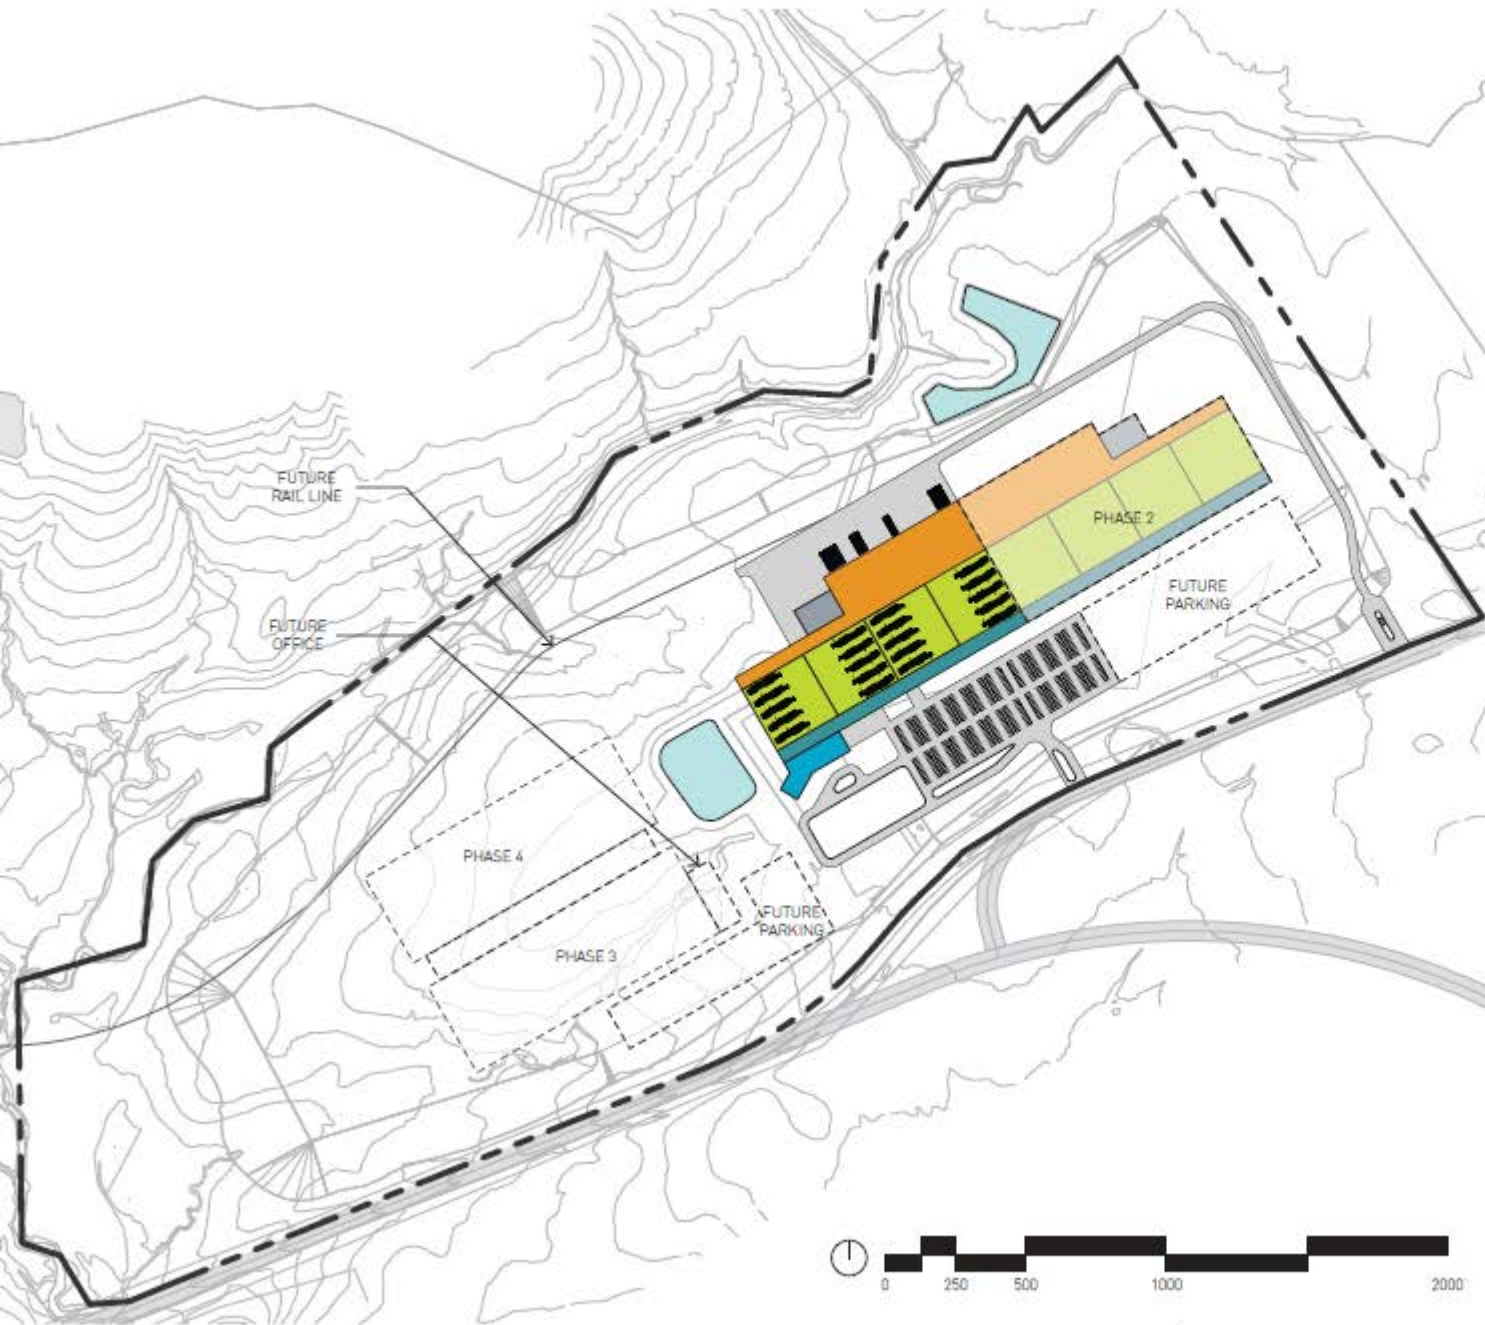 FUTURE
RAIL LINE
PHASE 2
FUTURE
PARKING
FUTURE
OFFICE
PHASE 4
FUTURE
PARKING
PHASE 3
0 250 500 1000 2000